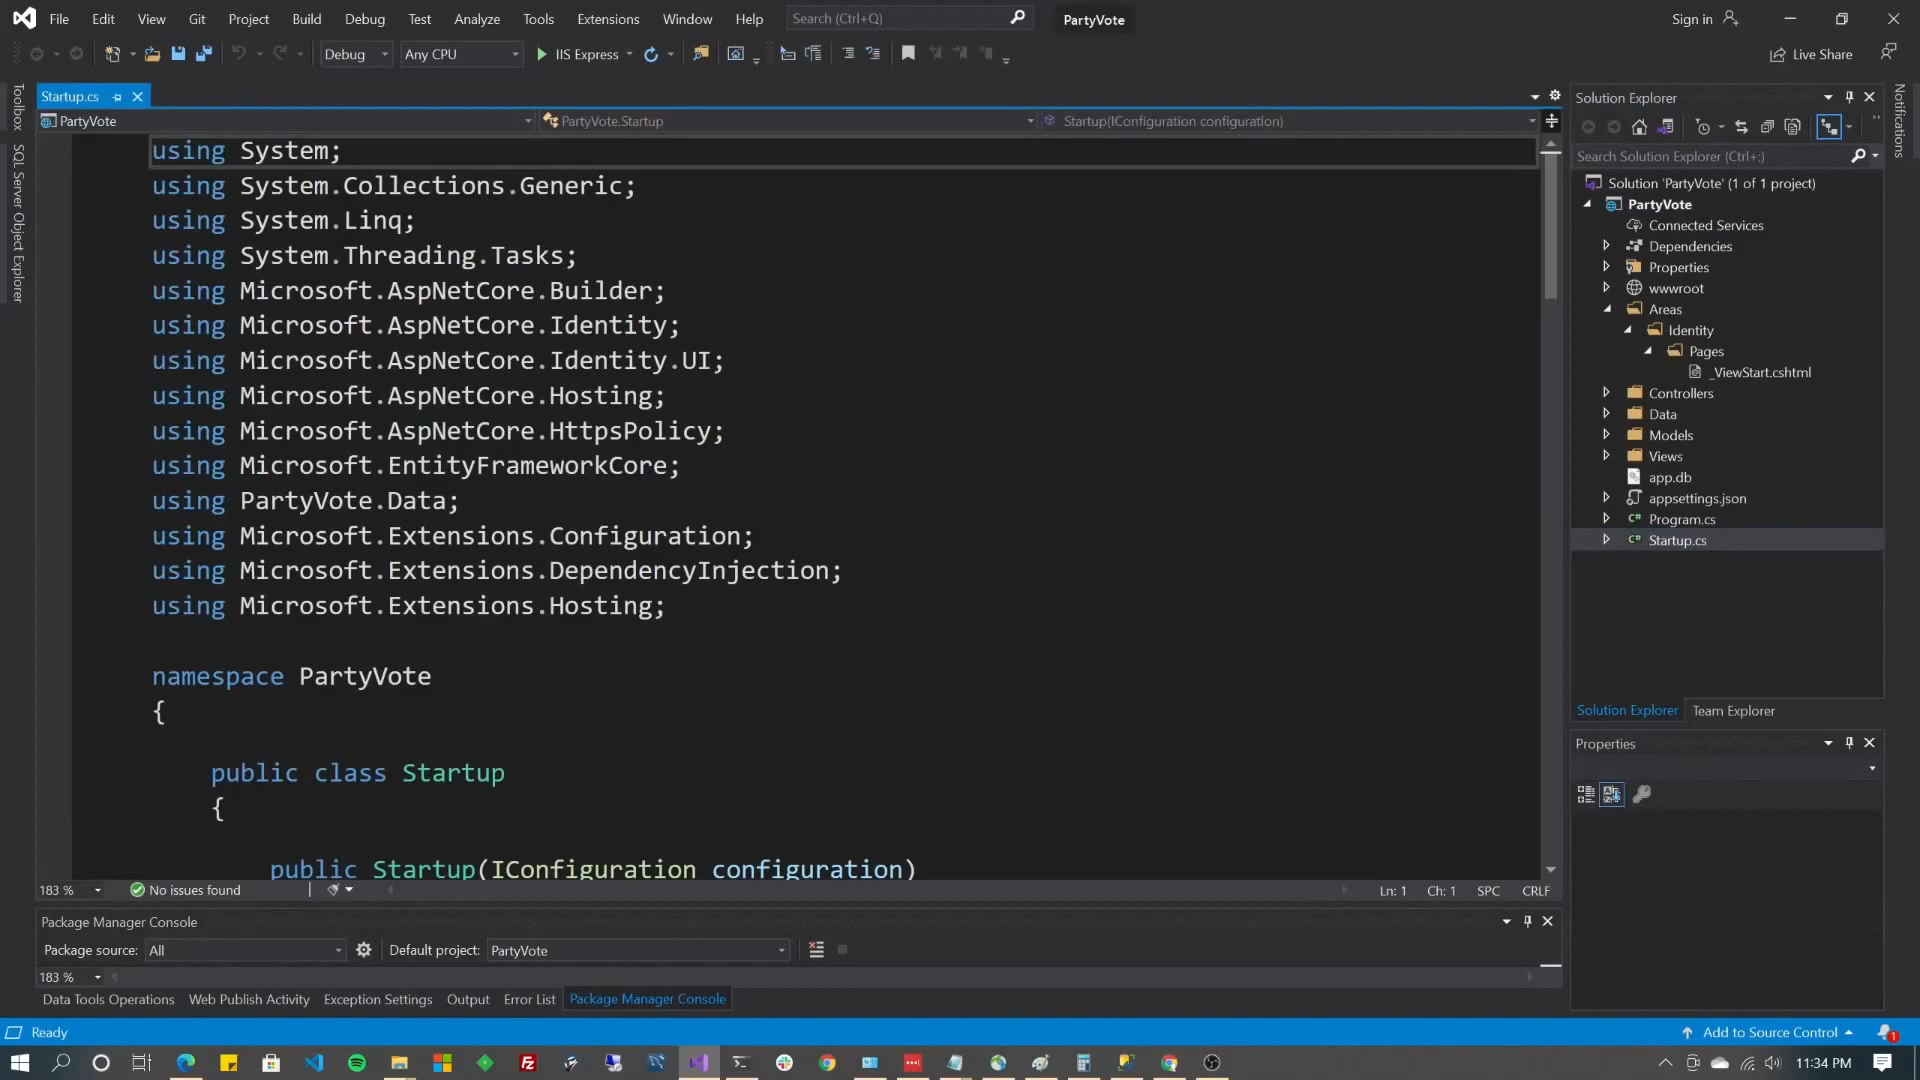 File Edit View Git Project Build Debug Test Analyze Tools Extensions Window Help Search (Ctrl+Q) PartyVote Sign in
Debug Any CPU IIS Express Live Share
Startup.cs
PartyVote PartyVote.Startup Startup(IConfiguration configuration)
using System;
using System.Collections.Generic;
using System.Linq;
using System.Threading.Tasks;
using Microsoft.AspNetCore.Builder;
using Microsoft.AspNetCore.Identity;
using Microsoft.AspNetCore.Identity.UI;
using Microsoft.AspNetCore.Hosting;
using Microsoft.AspNetCore.HttpsPolicy;
using Microsoft.EntityFrameworkCore;
using PartyVote.Data;
using Microsoft.Extensions.Configuration;
using Microsoft.Extensions.DependencyInjection;
using Microsoft.Extensions.Hosting;
namespace PartyVote
{
public class Startup
{
public Startup(IConfiguration configuration)
183 % No issues found Ln: 1 Ch: 1 SPC CRLF
Package Manager Console
Package source: All Default project: PartyVote
183 %
Data Tools Operations Web Publish Activity Exception Settings Output Error List Package Manager Console
Toolbox
SQL Server Object Explorer
Solution Explorer
Search Solution Explorer (Ctrl+;)
Solution 'PartyVote' (1 of 1 project)
PartyVote
Connected Services
Dependencies
Properties
wwwroot
Areas
Identity
Pages
_ViewStart.cshtml
Controllers
Data
Models
Views
app.db
appsettings.json
C# Program.cs
C# Startup.cs
Solution Explorer Team Explorer
Properties
Notifications
Ready Add to Source Control 1
11:34 PM